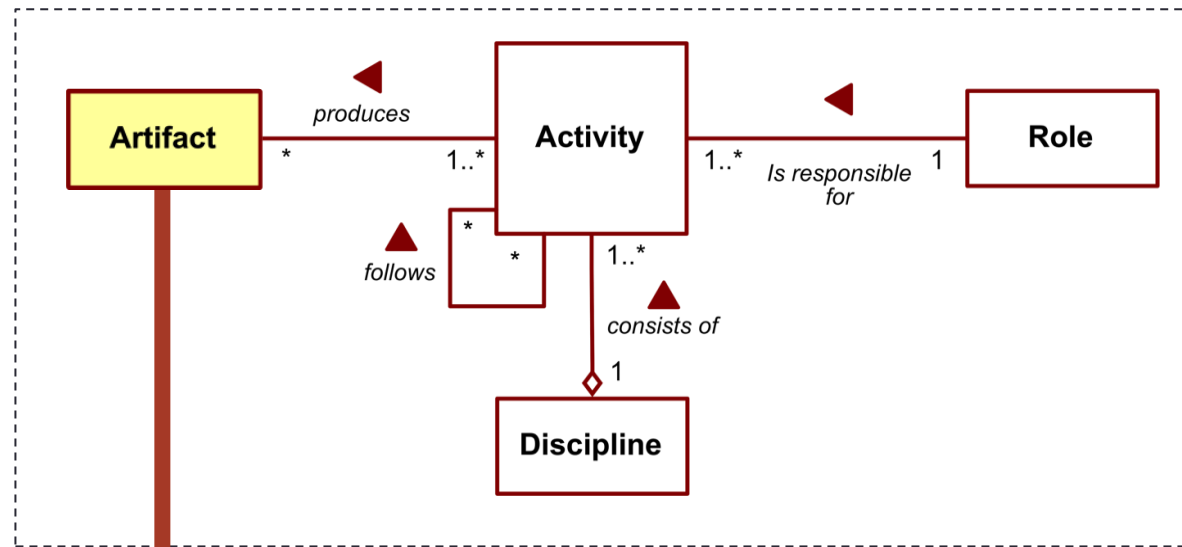 Artifact
produces
*
1..*
Activity
1..*
Is responsible
for
1
Role
*
*
follows
1..*
consists of
1
Discipline